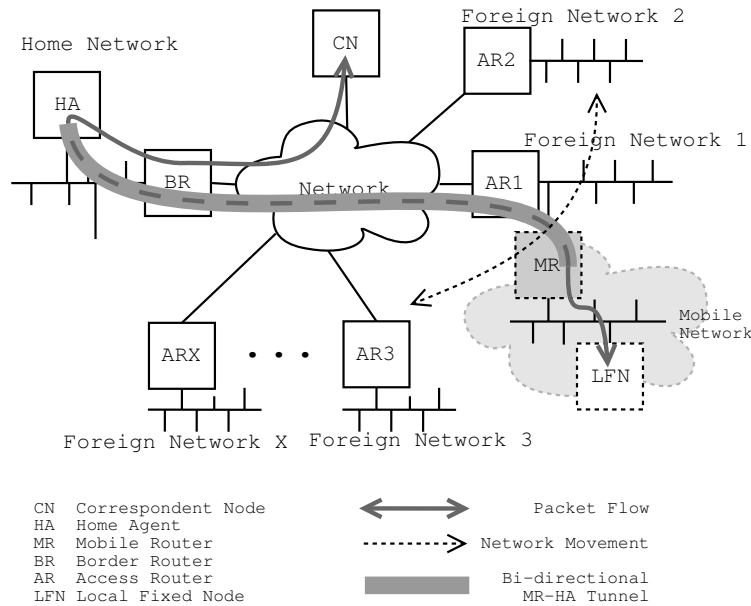 Foreign Network 2
Home Network
CN
AR2
HA
Foreign Network 1
BR
Network
AR1
MR
Mobile
Network
ARX
AR3
LFN
Foreign Network X
Foreign Network 3
CN Correspondent Node
HA Home Agent
MR Mobile Router
BR Border Router
AR Access Router
LFN Local Fixed Node
Packet Flow
Network Movement
Bi-directional
MR-HA Tunnel